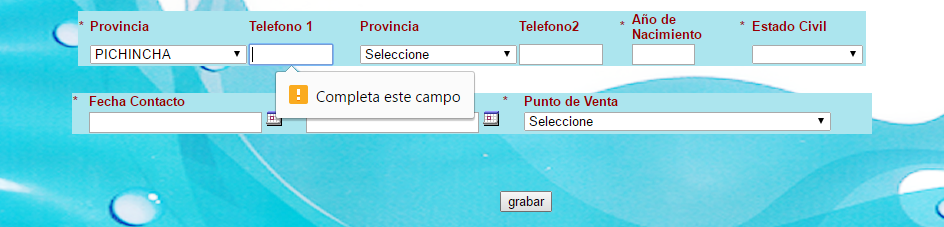 * Provincia Telefono 1 Provincia Telefono2 * Año de Nacimiento * Estado Civil
PICHINCHA Seleccione
Completa este campo
* Fecha Contacto * Punto de Venta
Seleccione
grabar